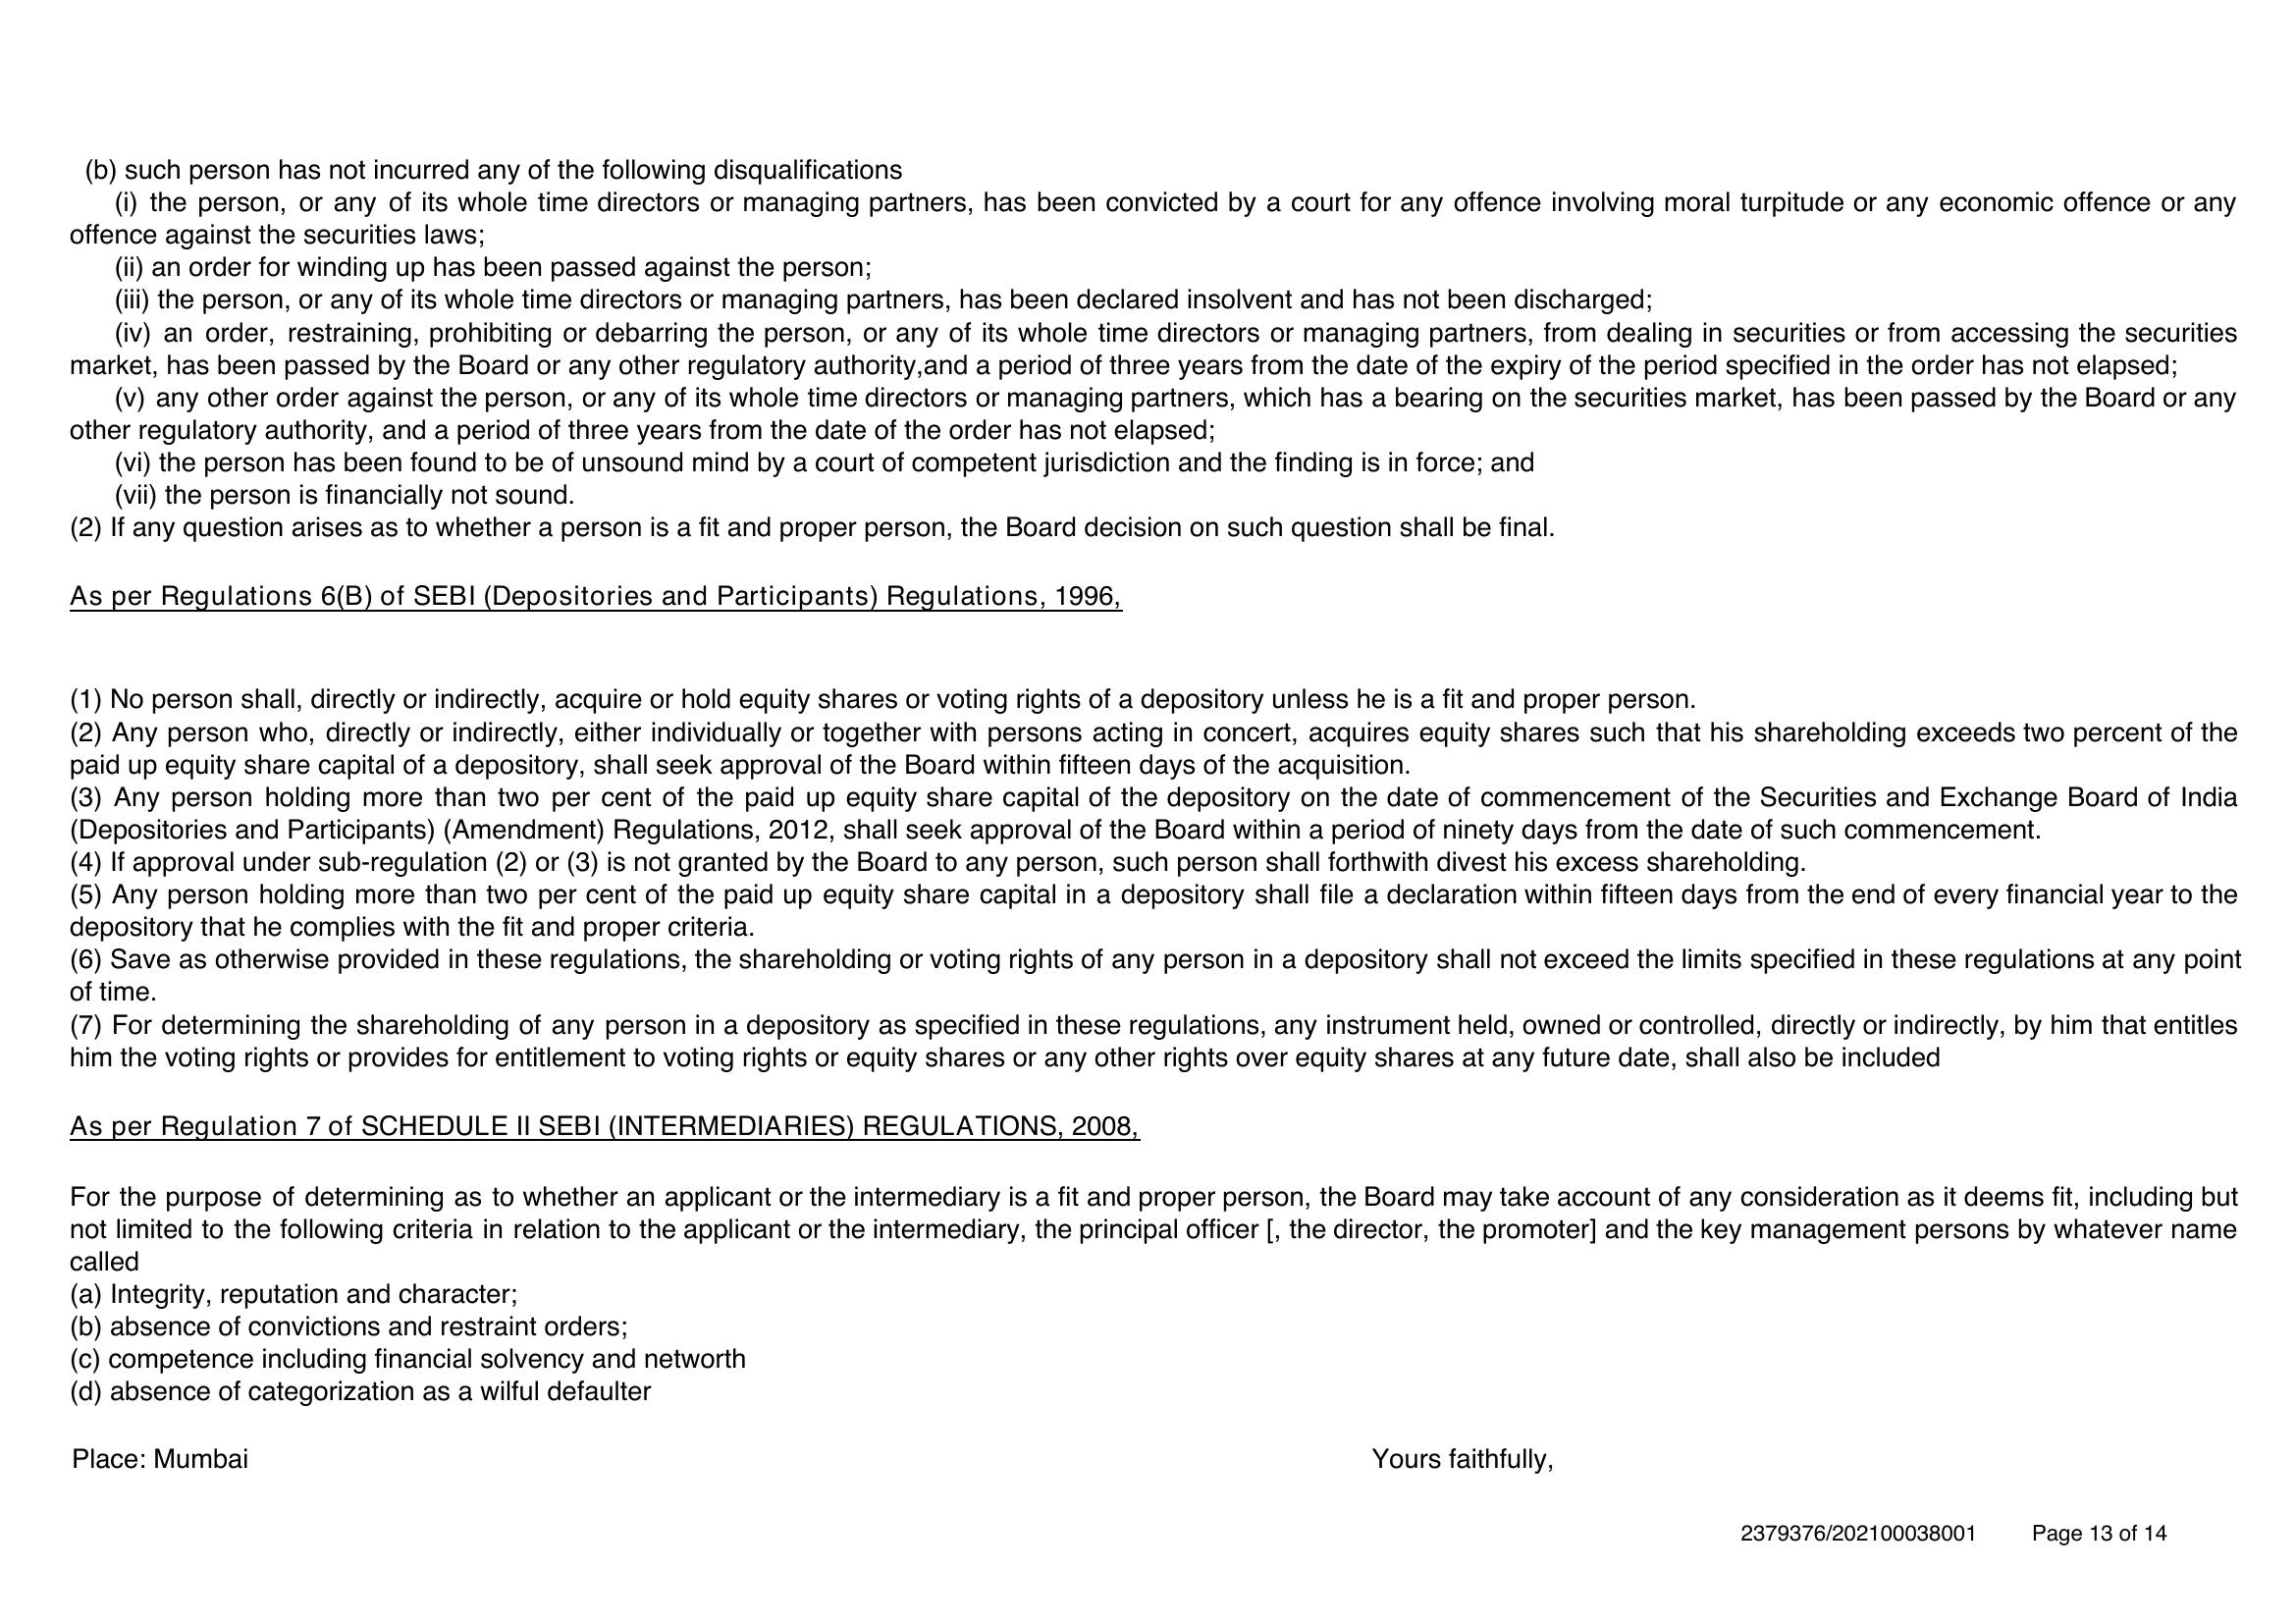 (b) such person has not incurred any of the following disqualifications
(i) the person, or any of its whole time directors or managing partners, has been convicted by a court for any offence involving moral turpitude or any economic offence or any
offence against the securities laws;
(ii) an order for winding up has been passed against the person;
(iii) the person, or any of its whole time directors or managing partners, has been declared insolvent and has not been discharged;
(iv) an order, restraining, prohibiting or debarring the person, or any of its whole time directors or managing partners, from dealing in securities or from accessing the securities
market, has been passed by the Board or any other regulatory authority,and a period of three years from the date of the expiry of the period specified in the order has not elapsed;
(v) any other order against the person, or any of its whole time directors or managing partners, which has a bearing on the securities market, has been passed by the Board or any
other regulatory authority, and a period of three years from the date of the order has not elapsed;
(vi) the person has been found to be of unsound mind by a court of competent jurisdiction and the finding is in force; and
(vii) the person is financially not sound.
(2) If any question arises as to whether a person is a fit and proper person, the Board decision on such question shall be final.
As per Regulations 6(B) of SEBI (Depositories and Participants) Regulations, 1996,
(1) No person shall, directly or indirectly, acquire or hold equity shares or voting rights of a depository unless he is a fit and proper person.
(2) Any person who, directly or indirectly, either individually or together with persons acting in concert, acquires equity shares such that his shareholding exceeds two percent of the
paid up equity share capital of a depository, shall seek approval of the Board within fifteen days of the acquisition.
(3) Any person holding more than two per cent of the paid up equity share capital of the depository on the date of commencement of the Securities and Exchange Board of India
(Depositories and Participants) (Amendment) Regulations, 2012, shall seek approval of the Board within a period of ninety days from the date of such commencement.
(4) If approval under sub-regulation (2) or (3) is not granted by the Board to any person, such person shall forthwith divest his excess shareholding.
(5) Any person holding more than two per cent of the paid up equity share capital in a depository shall file a declaration within fifteen days from the end of every financial year to the
depository that he complies with the fit and proper criteria.
(6) Save as otherwise provided in these regulations, the shareholding or voting rights of any person in a depository shall not exceed the limits specified in these regulations at any point
of time.
(7) For determining the shareholding of any person in a depository as specified in these regulations, any instrument held, owned or controlled, directly or indirectly, by him that entitles
him the voting rights or provides for entitlement to voting rights or equity shares or any other rights over equity shares at any future date, shall also be included
As per Regulation 7 of SCHEDULE II SEBI (INTERMEDIARIES) REGULATIONS, 2008,
For the purpose of determining as to whether an applicant or the intermediary is a fit and proper person, the Board may take account of any consideration as it deems fit, including but
not limited to the following criteria in relation to the applicant or the intermediary, the principal officer [, the director, the promoter] and the key management persons by whatever name
called
(a) Integrity, reputation and character;
(b) absence of convictions and restraint orders;
(c) competence including financial solvency and networth
(d) absence of categorization as a wilful defaulter
Place: Mumbai Yours faithfully,
2379376/202100038001 Page 13 of 14